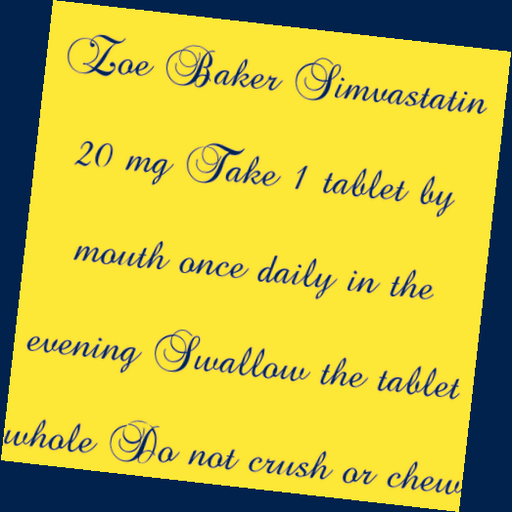 Zoe Baker Simvastatin
20 mg Take 1 tablet by
mouth once daily in the
evening Swallow the tablet
whole Do not crush or chew